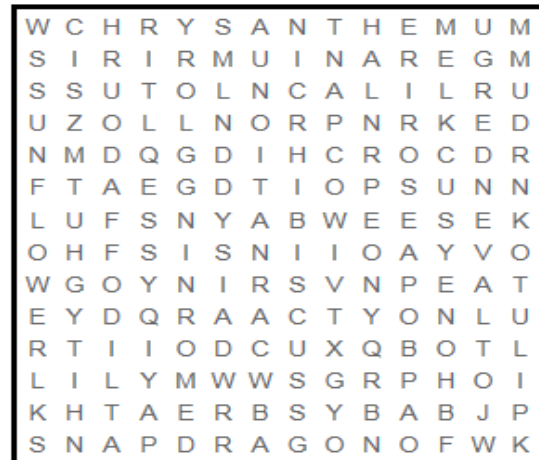 W C H R Y S A N T H E M U M
S I R I R M U I N A R E G M
S S U T O L N C A L I L R U
U Z O L L N O R P N R K E D
N M D Q G D I H C R O C D R
F T A E G D T I O P S U N N
L U F S N Y A B W E E S E K
O H F S I S N I I O A Y V O
W G O Y N I R S V N P E A T
E Y D Q R A A C T Y O N L U
R T I I O D C U X Q B O T L
L I L Y M W W S G R P H O I
K H T A E R B S Y B A B J P
S N A P D R A G O N O F W K